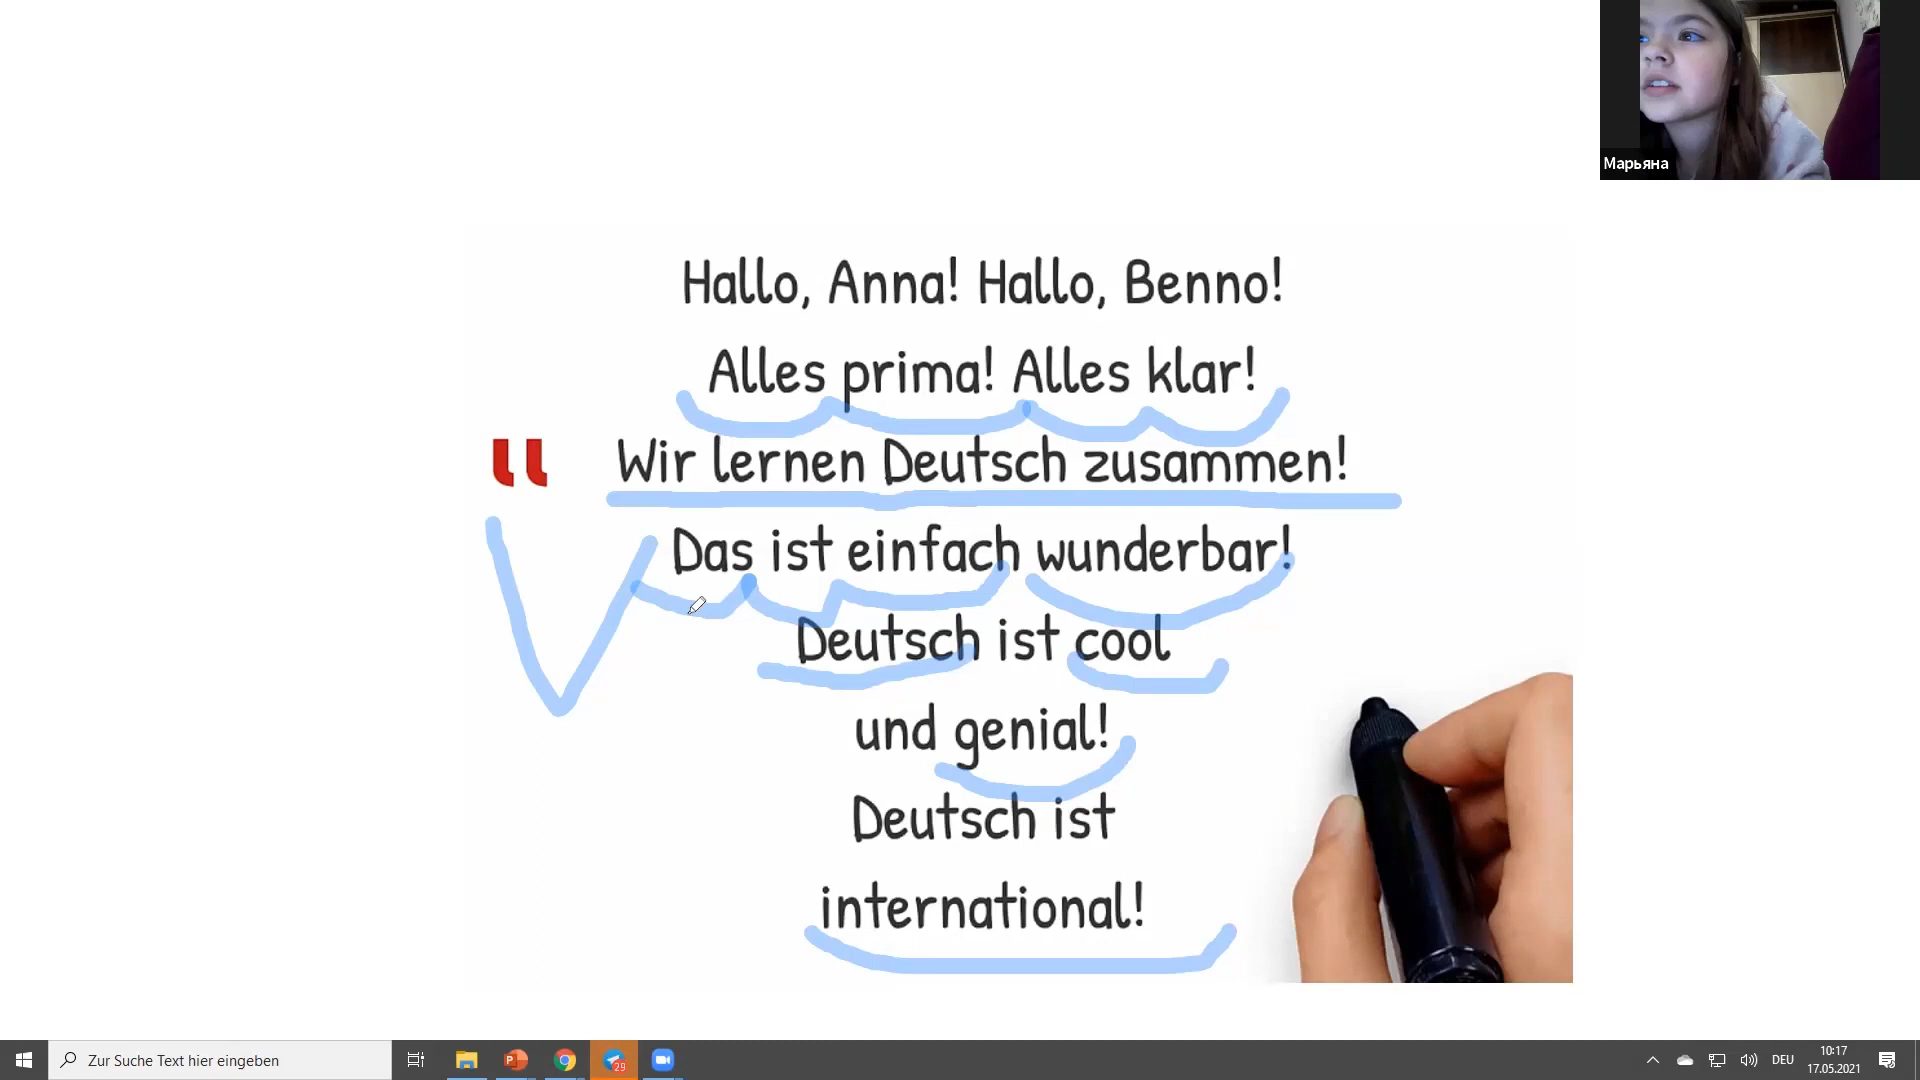 Марьяна
Hallo, Anna! Hallo, Benno!
Alles prima! Alles klar!
Wir lernen Deutsch zusammen!
Das ist einfach wunderbar!
Deutsch ist cool
und genial!
Deutsch ist
international!
Zur Suche Text hier eingeben
29
DEU
10:17
17.05.2021